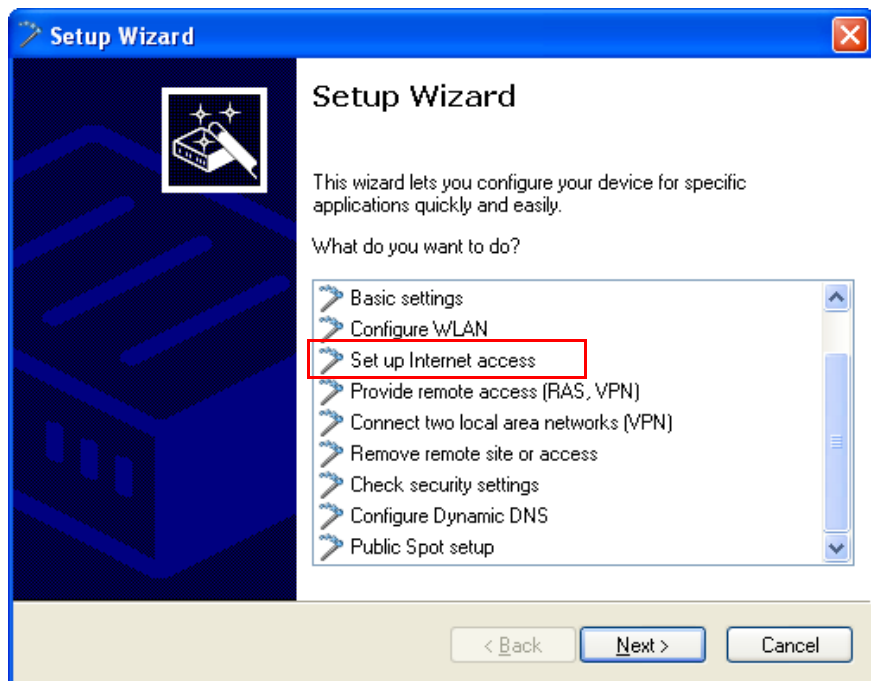 Setup Wizard
Setup Wizard
This wizard lets you configure your device for specific
applications quickly and easily.
What do you want to do?
Basic settings
Configure WLAN
Set up Internet access
Provide remote access (RAS, VPN)
Connect two local area networks (VPN)
Remove remote site or access
Check security settings
Configure Dynamic DNS
Public Spot setup
< Back
Next >
Cancel